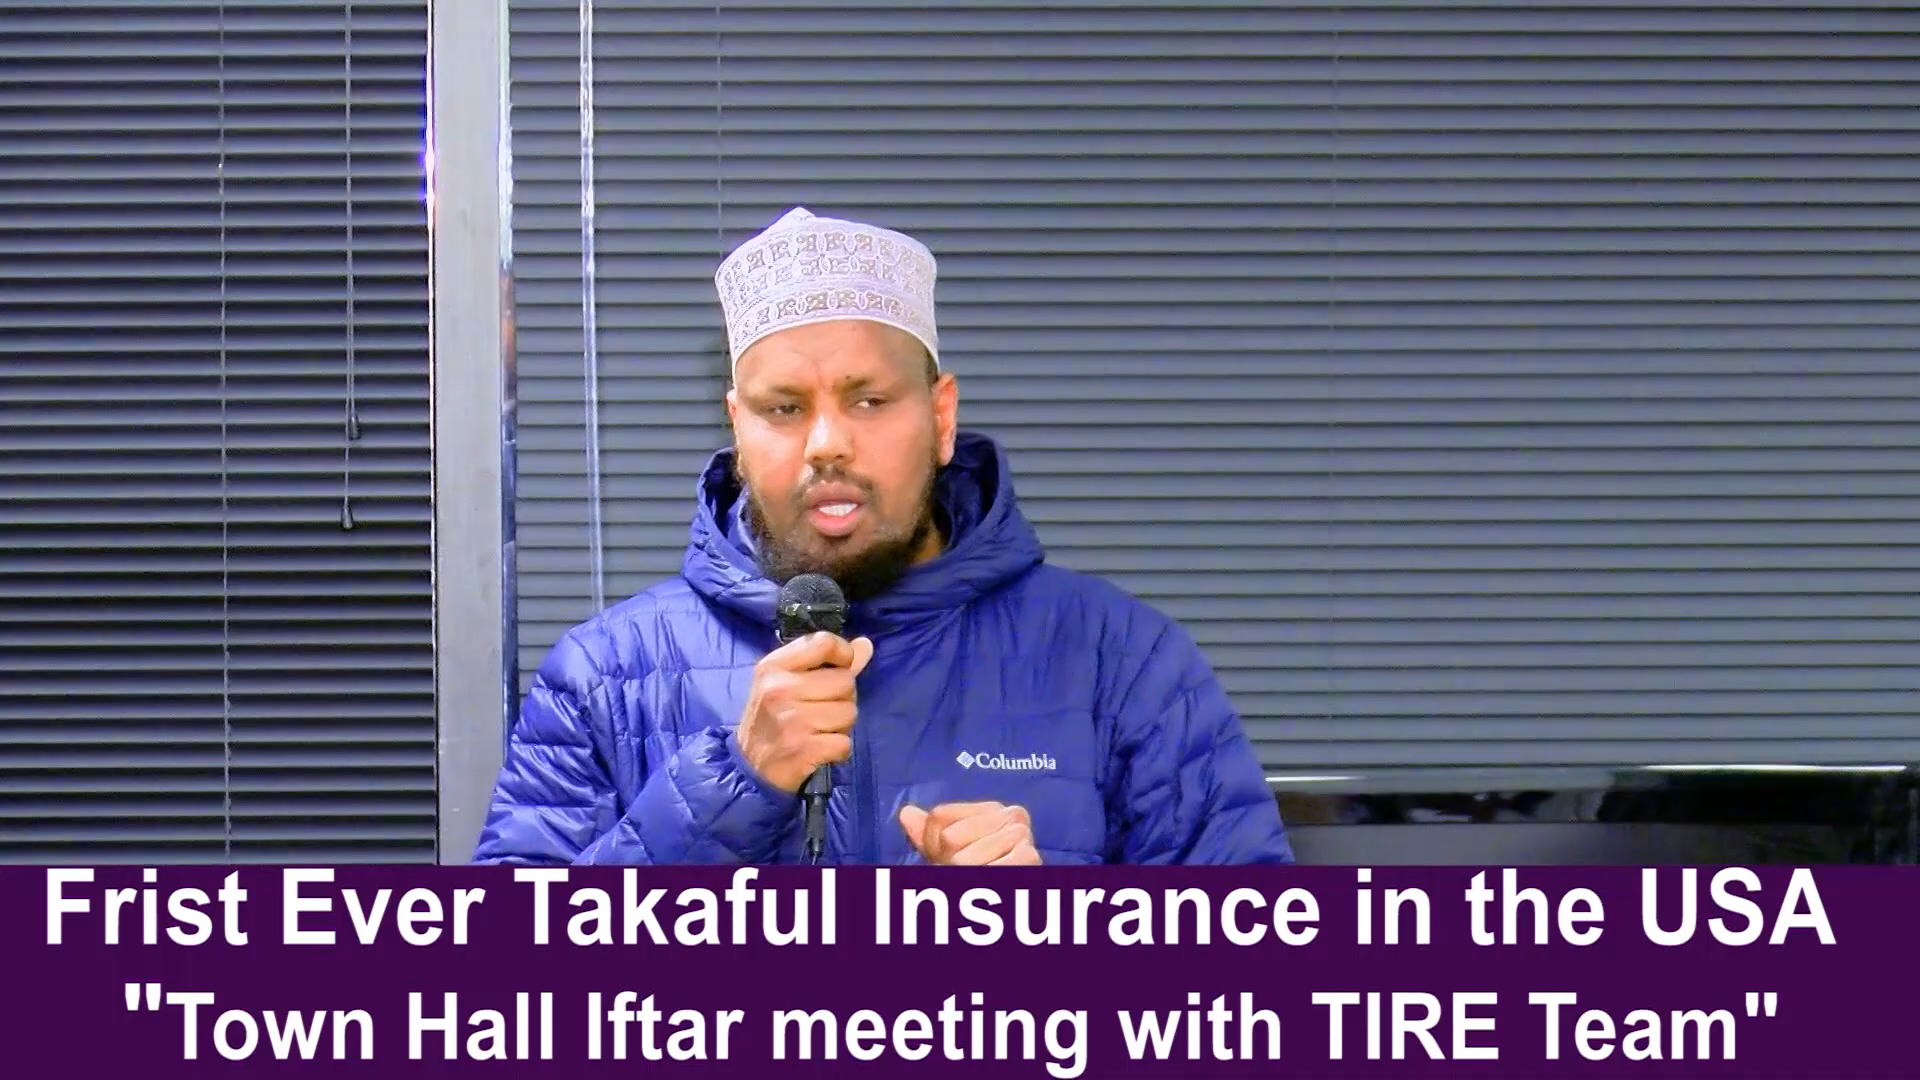 Columbia
Frist Ever Takaful Insurance in the USA
"Town Hall Iftar meeting with TIRE Team"